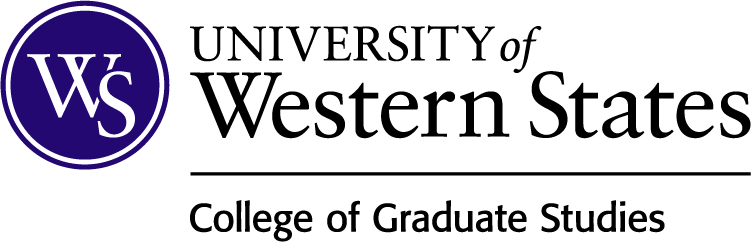 WS
UNIVERSITY of
Western States
College of Graduate Studies